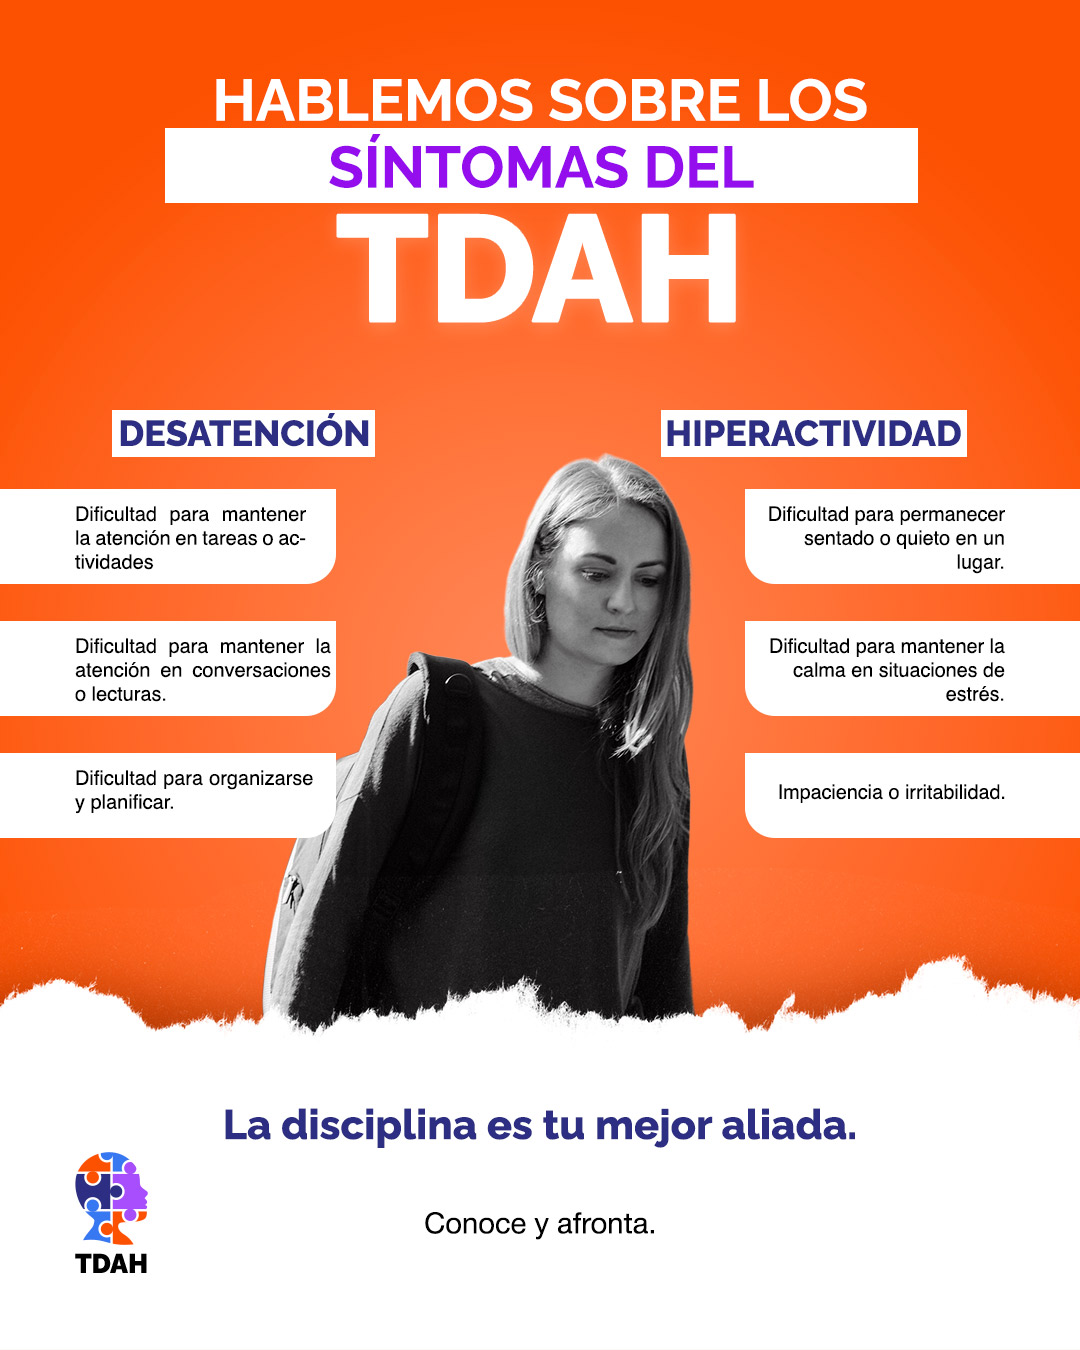 HABLEMOS SOBRE LOS
SÍNTOMAS DEL
TDAH
DESATENCIÓN
Dificultad para mantener
la atención en tareas o ac-
tividades
Dificultad para mantener la
atención en conversaciones
o lecturas.
Dificultad para organizarse
y planificar.
HIPERACTIVIDAD
Dificultad para permanecer
sentado o quieto en un
lugar.
Dificultad para mantener la
calma en situaciones de
estrés.
Impaciencia o irritabilidad.
La disciplina es tu mejor aliada.
Conoce y afronta.
TDAH